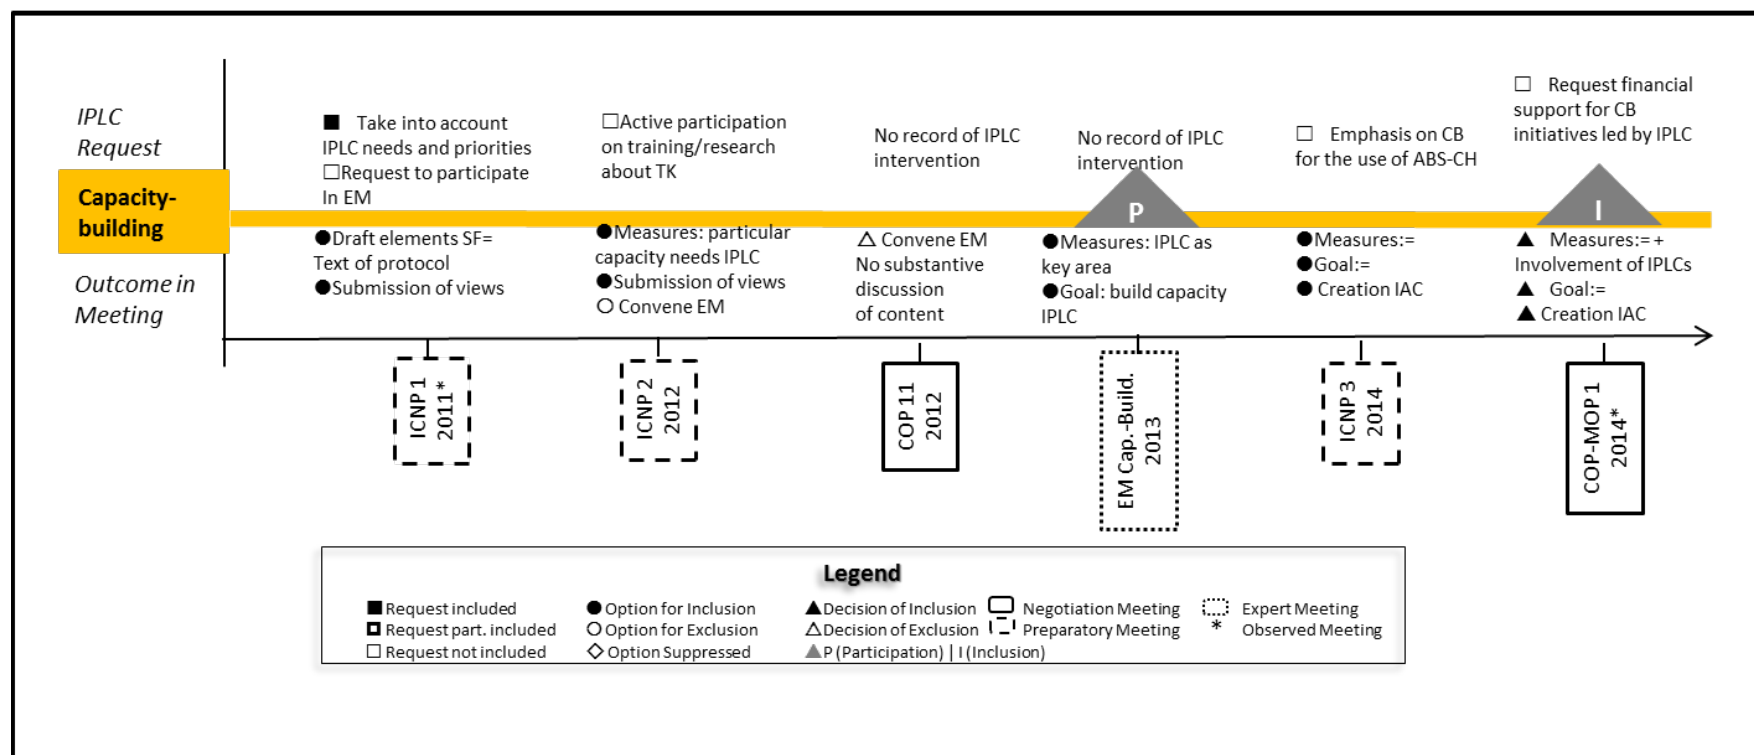 IPLC
Request
Capacity-
building
Outcome in
Meeting
■ Take into account
IPLC needs and priorities
□Request to participate
In EM
●Draft elements SF=
Text of protocol
●Submission of views
ICNP 1
2011*
□Active participation
on training/research
about TK
●Measures: particular
capacity needs IPLC
●Submission of views
○ Convene EM
ICNP 2
2012
No record of IPLC
intervention
△ Convene EM
No substantive
discussion
of content
COP 11
2012
No record of IPLC
intervention
P
●Measures: IPLC as
key area
●Goal: build capacity
IPLC
EM Cap.-Build.
2013
□ Emphasis on CB
for the use of ABS-CH
●Measures:=
●Goal:=
● Creation IAC
ICNP 3
2014
□ Request financial
support for CB
initiatives led by IPLC
I
▲ Measures:= +
Involvement of IPLCs
▲ Goal:=
▲ Creation IAC
COP-MOP 1
2014*
Legend
■ Request included
Request part. included
□ Request not included
● Option for Inclusion
○ Option for Exclusion
◇ Option Suppressed
▲Decision of Inclusion
△Decision of Exclusion
▲P (Participation) | I (Inclusion)
Negotiation Meeting
Preparatory Meeting
Expert Meeting
* Observed Meeting